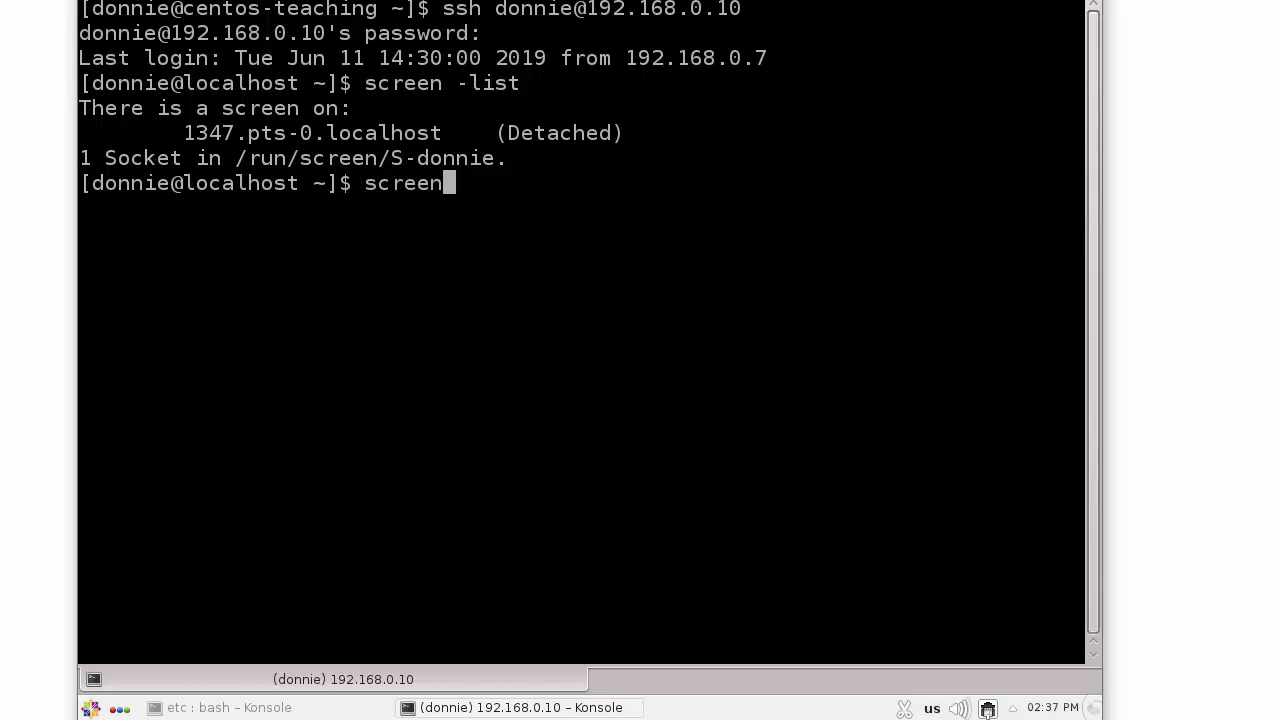 [donnie@centos-teaching ~]$ ssh donnie@192.168.0.10
donnie@192.168.0.10's password:
Last login: Tue Jun 11 14:30:00 2019 from 192.168.0.7
[donnie@localhost ~]$ screen -list
There is a screen on:
1347.pts-0.localhost (Detached)
1 Socket in /run/screen/S-donnie.
[donnie@localhost ~]$ screen
(donnie) 192.168.0.10
etc : bash – Konsole (donnie) 192.168.0.10 – Konsole us 02:37 PM